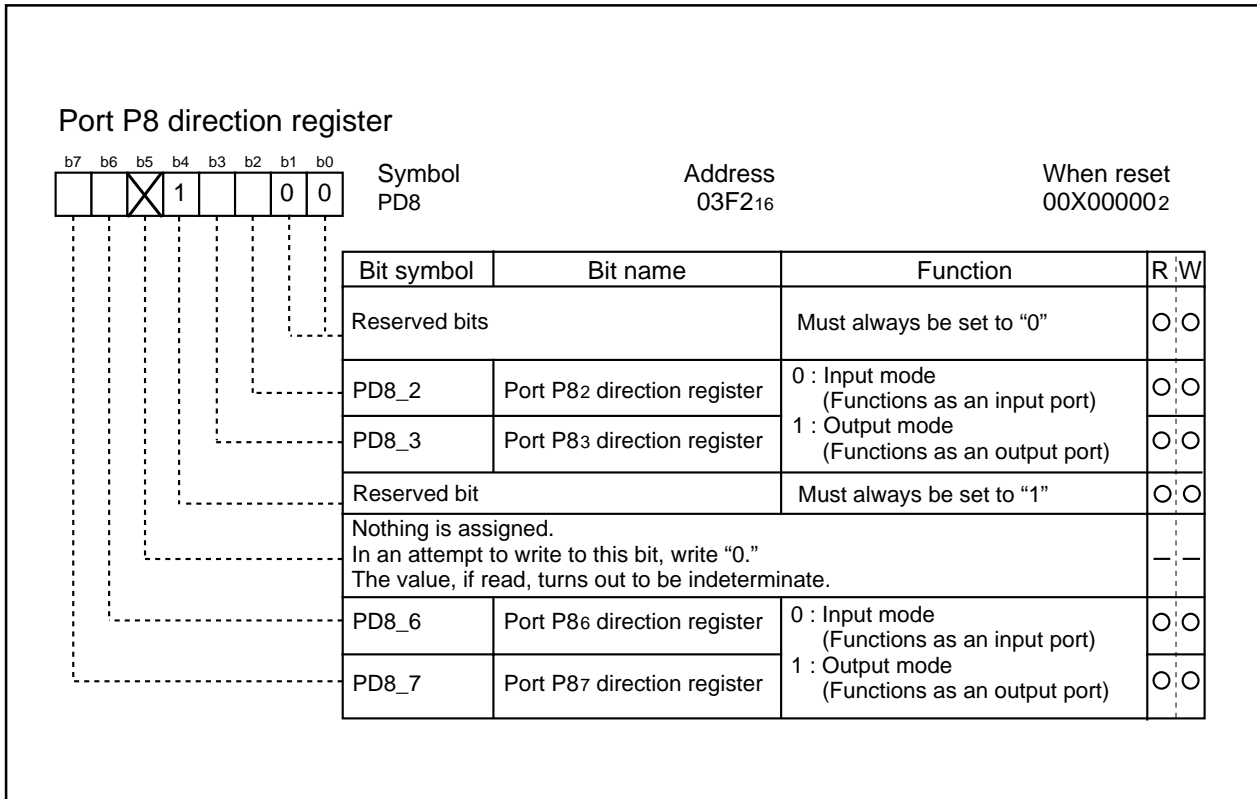 Port P8 direction register
b7 b6 b5 b4 b3 b2 b1 b0
1 0 0
Symbol Address When reset
PD8 03F216 00X000002
Bit symbol Bit name Function R W
Reserved bits Must always be set to “0”
PD8_2 Port P82 direction register 0 : Input mode
(Functions as an input port)
1 : Output mode
PD8_3 Port P83 direction register (Functions as an output port)
Reserved bit Must always be set to “1”
Nothing is assigned.
In an attempt to write to this bit, write “0.”
The value, if read, turns out to be indeterminate.
PD8_6 Port P86 direction register 0 : Input mode
(Functions as an input port)
1 : Output mode
PD8_7 Port P87 direction register (Functions as an output port)